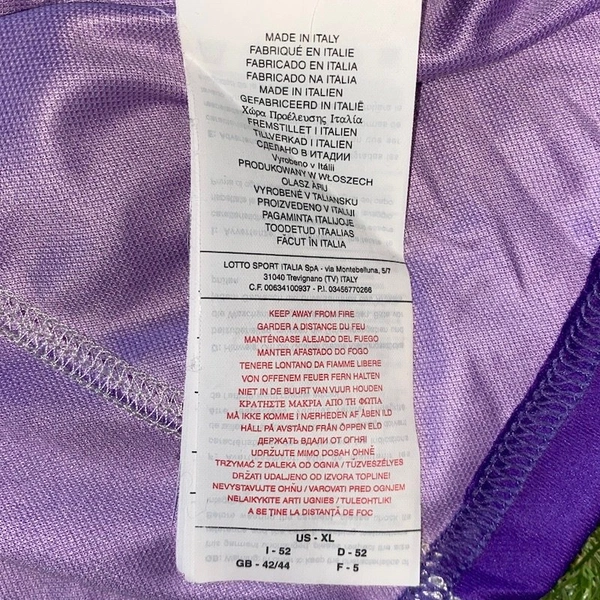 MADE IN ITALY
FABRIQUÉ EN ITALIE
FABRICADO EN ITALIA
FABRICADO NA ITALIA
MADE IN ITALIEN
GEFABRICEERD IN ITALIË
Χώρα Προέλευσης Ιταλία
FREMSTILLET I ITALIEN
TILLVERKAD I ITALIEN
СДЕЛАНО В ИТАДИИ
Vyrobeno v Itálii
PRODUKOWANY W WŁOSZECH
OLASZ ÁRU
VYROBENÉ V TALIANSKU
PROIZVEDENO V ITALIJI
PAGAMINTA ITALIJOJE
TOODETUD ITAALIAS
FĂCUT ÎN ITALIA
LOTTO SPORT ITALIA SpA - via Montebelluna, 5/7
31040 Trevignano (TV) ITALY
C.F. 00634100937 - P.I. 03456770266
KEEP AWAY FROM FIRE
GARDER A DISTANCE DU FEU
MANTÉNGASE ALEJADO DEL FUEGO
MANTER AFASTADO DO FOGO
TENERE LONTANO DA FIAMME LIBERE
VON OFFENEM FEUER FERN HALTEN
NIET IN DE BUURT VAN VUUR HOUDEN
ΚΡΑΤΗΣΤΕ ΜΑΚΡΙΑ ΑΠΟ ΤΗ ΦΩΤΙΑ
MÅ IKKE KOMME I NÆRHEDEN AF ÅBEN ILD
HÅLL PÅ AVSTÅND FRÅN ÖPPEN ELD
ДЕРЖАТЬ ВДАЛИ ОТ ОГНЯ!
UDRŽUJTE MIMO DOSAH OHNĚ
TRZYMAĆ Z DALEKA OD OGNIA / TŰZVESZÉLYES
DRŽATI UDALJENO OD IZVORA TOPLINE!
NEVYSTAVUJTE OHŇU / VAROVATI PRED OGNJEM
NELAIKYKITE ARTI UGNIES / TULEOHTLIK!
A SE ȚINE LA DISTANȚĂ DE FOC
US - XL
I - 52 D - 52
GB - 42/44 F - 5